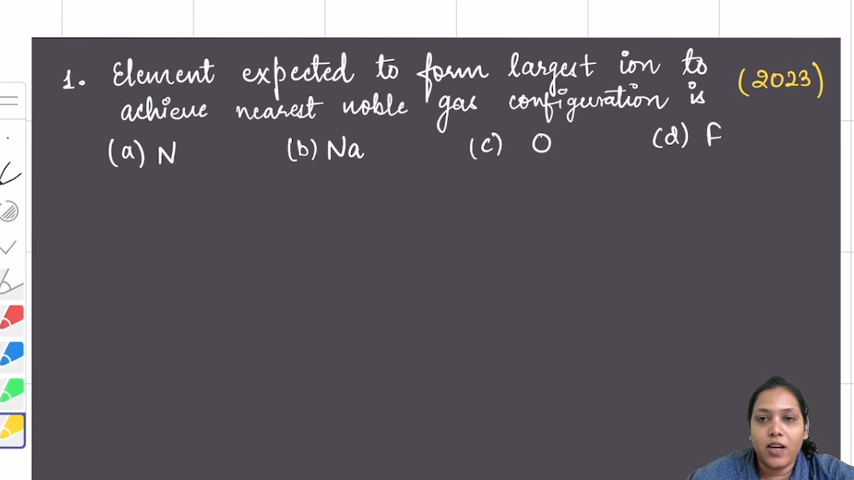 1. Element expected to form largest ion to
achieve nearest noble gas configuration is (2023)
(a) N (b) Na (c) O (d) F